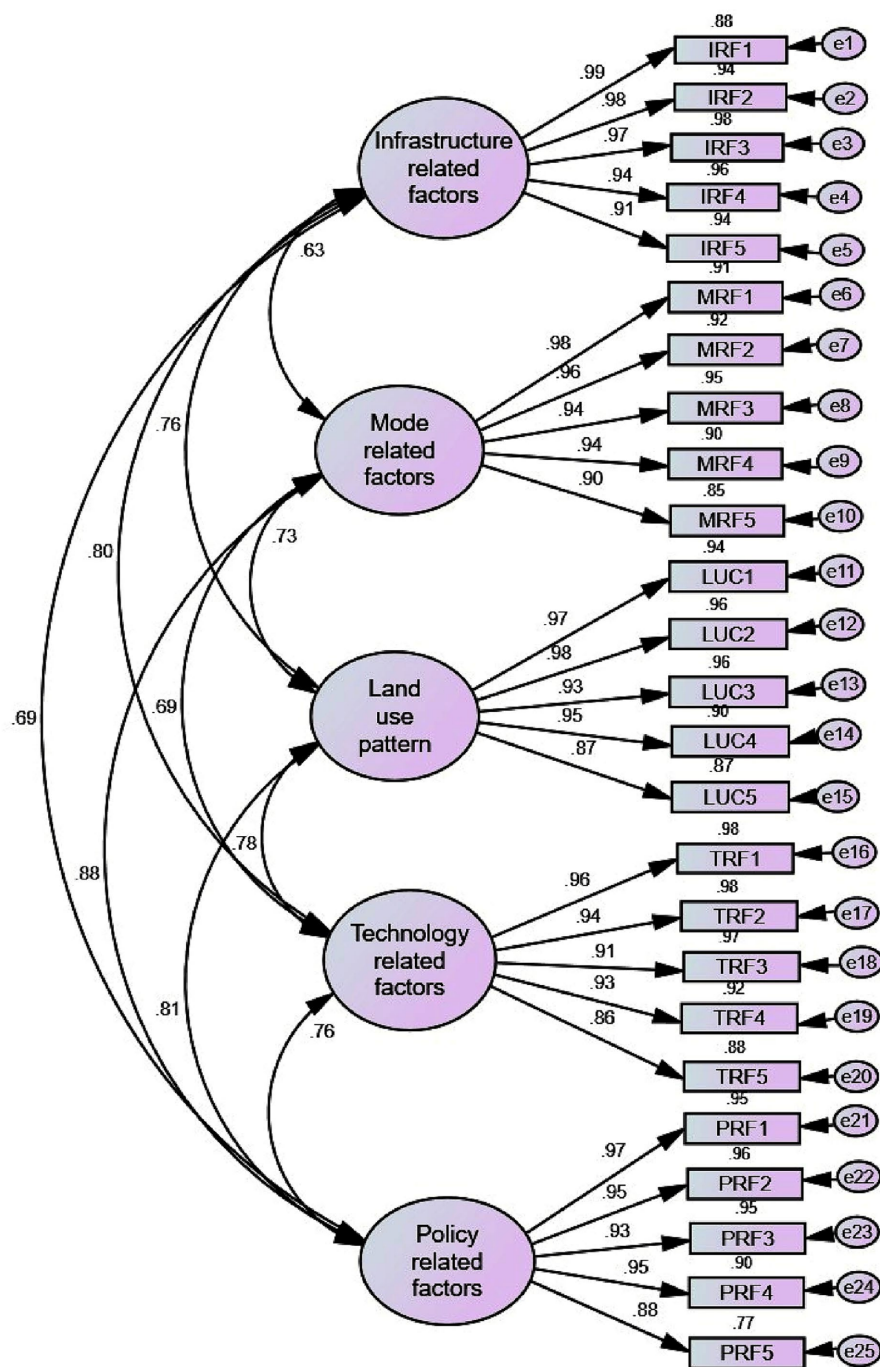 .88
IRF1
e1
.99
.94
IRF2
e2
.98
.98
IRF3
e3
.97
.96
IRF4
e4
.94
.94
IRF5
e5
.91
Infrastructure
related
factors
.63
.91
MRF1
e6
.98
.92
MRF2
e7
.96
.95
MRF3
e8
.94
.90
MRF4
e9
.94
.85
MRF5
e10
.90
Mode
related
factors
.76
.73
.94
LUC1
e11
.97
.96
LUC2
e12
.98
.96
LUC3
e13
.93
.90
LUC4
e14
.95
.87
LUC5
e15
.87
Land
use
pattern
.80
.69
.69
.78
.98
TRF1
e16
.96
.98
TRF2
e17
.94
.97
TRF3
e18
.91
.92
TRF4
e19
.93
.88
TRF5
e20
.86
Technology
related
factors
.88
.81
.76
.95
PRF1
e21
.97
.96
PRF2
e22
.95
.95
PRF3
e23
.93
.90
PRF4
e24
.95
.77
PRF5
e25
.88
Policy
related
factors